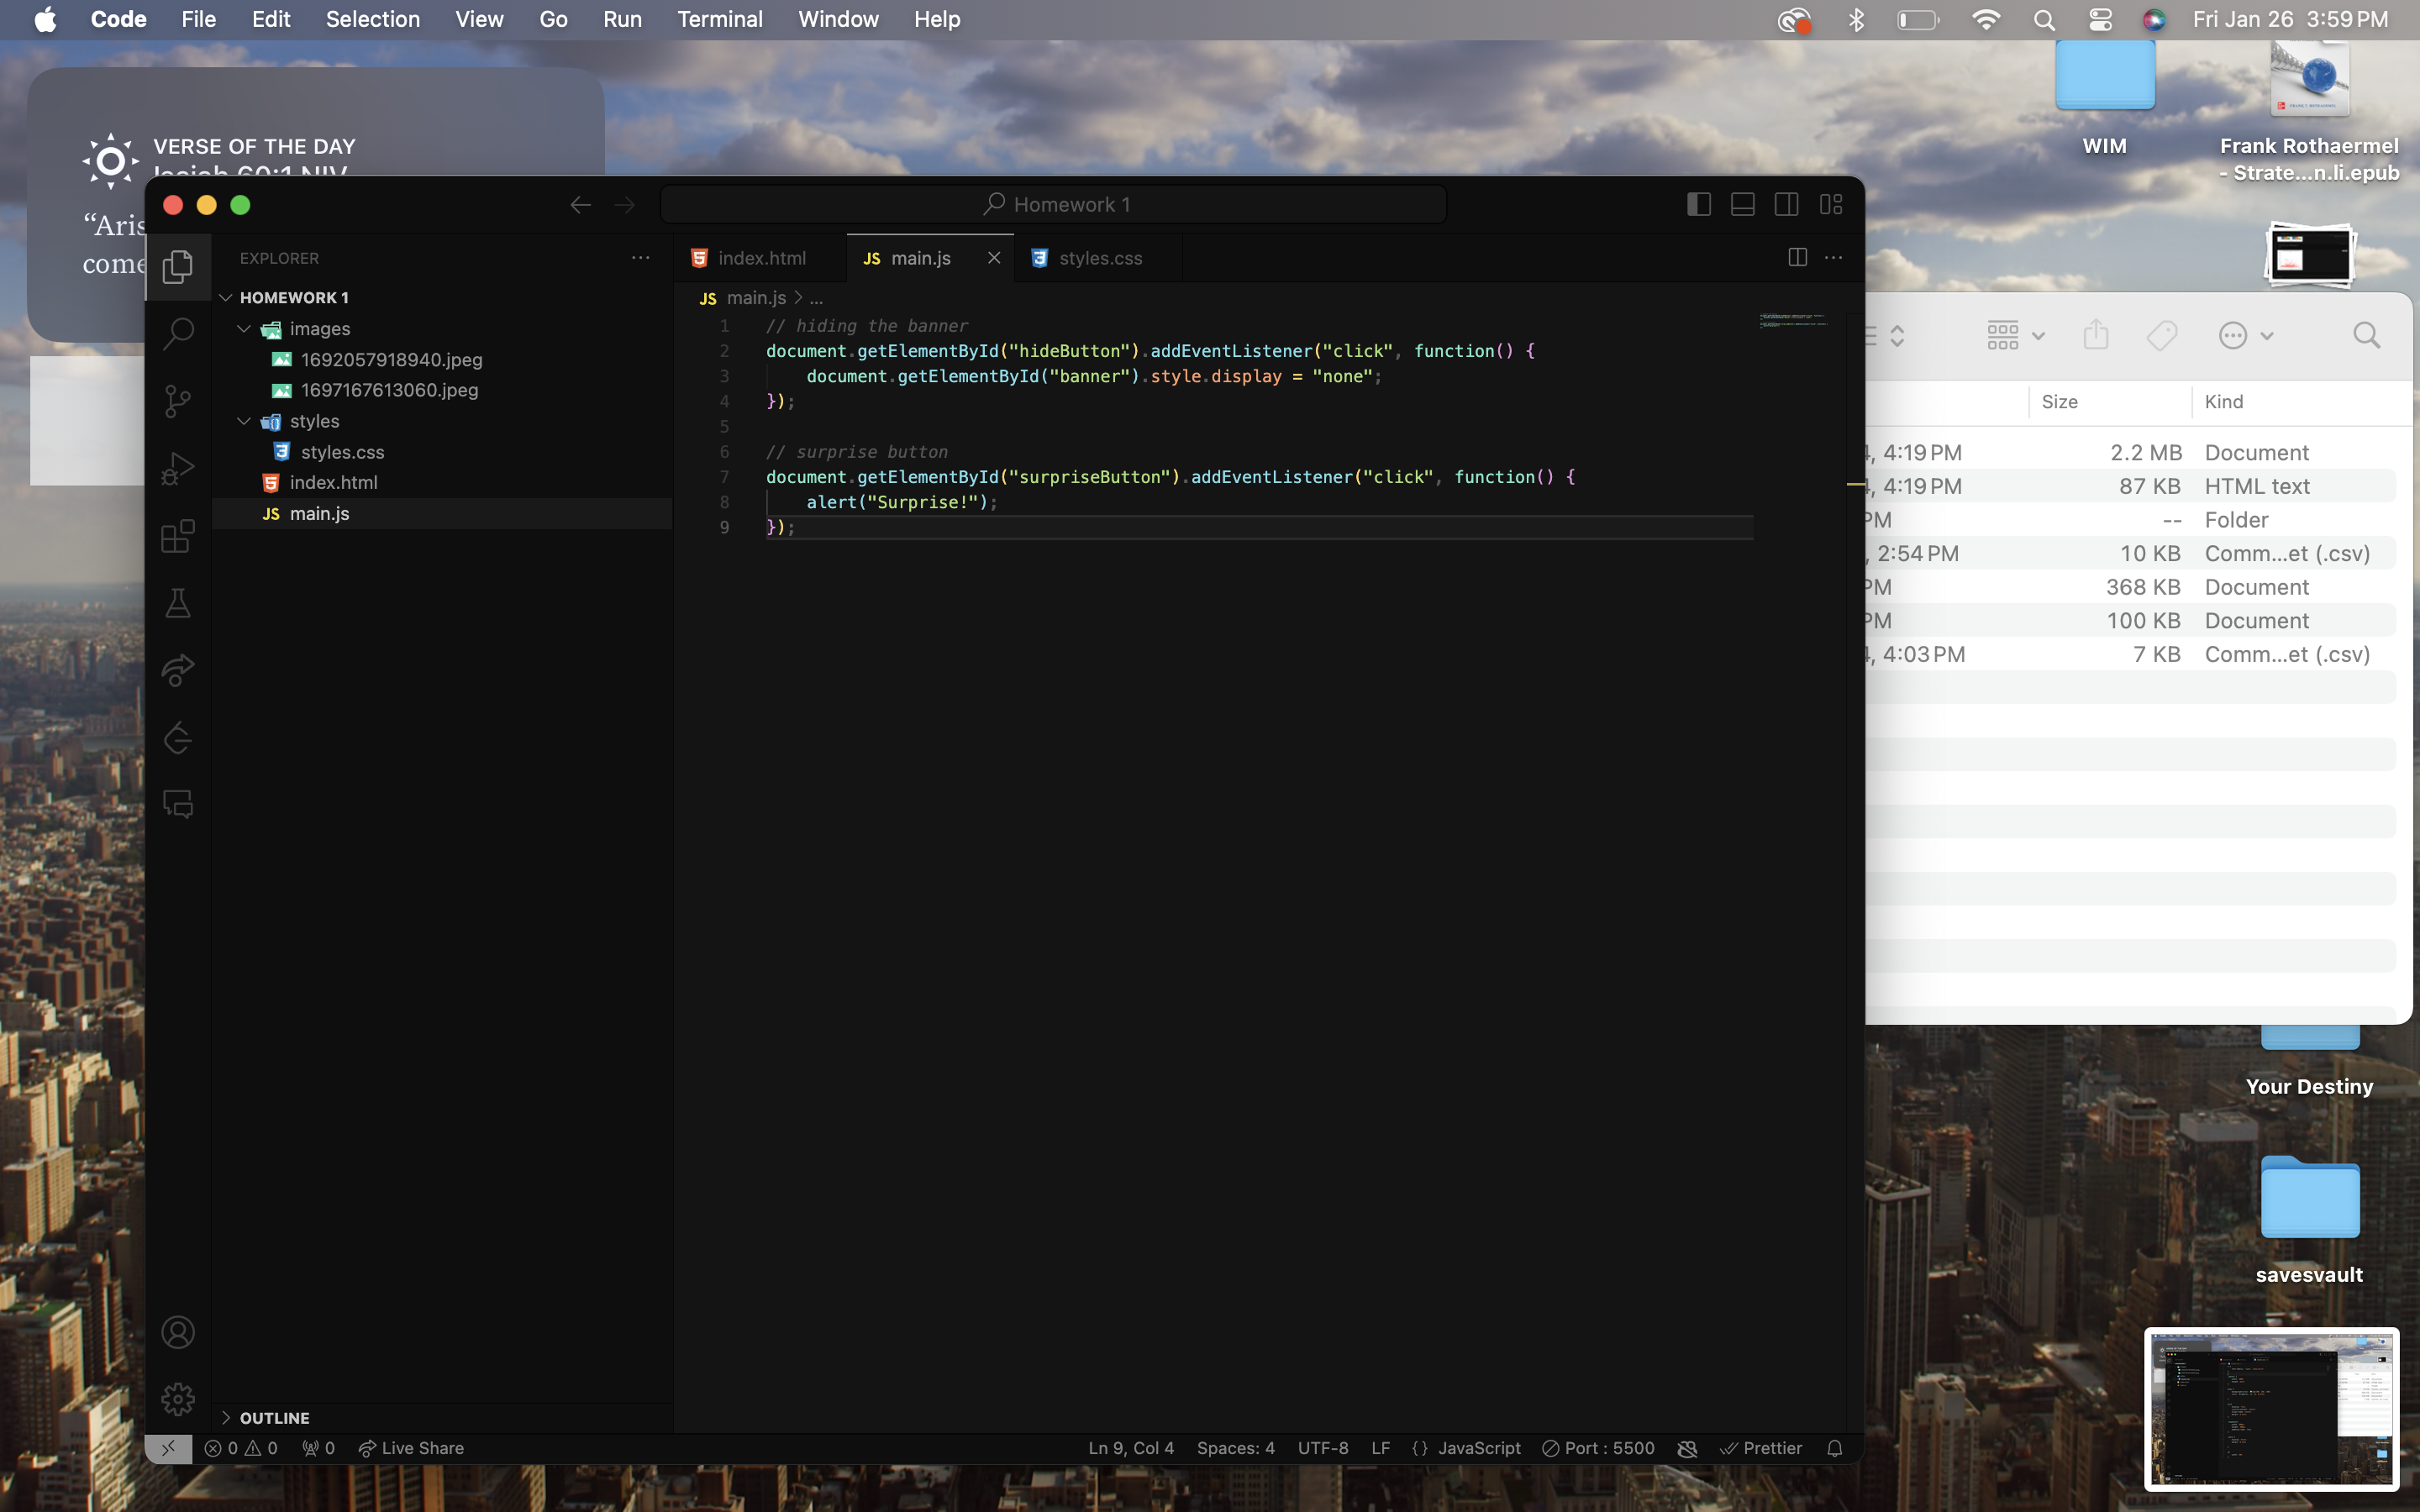 Code File Edit Selection View Go Run Terminal Window Help
Fri Jan 26 3:59 PM
VERSE OF THE DAY
Isaiah 60:1 NIV
“Aris
come
WIM
Frank Rothaermel
- Strate...n.li.epub
Homework 1
EXPLORER
HOMEWORK 1
images
1692057918940.jpeg
1697167613060.jpeg
styles
styles.css
index.html
JS main.js
OUTLINE
index.html
JS main.js
styles.css
JS main.js > ...
1 // hiding the banner
2 document.getElementById("hideButton").addEventListener("click", function() {
3 document.getElementById("banner").style.display = "none";
4 });
5
6 // surprise button
7 document.getElementById("surpriseButton").addEventListener("click", function() {
8 alert("Surprise!");
9 });
0 0 0 Live Share
Ln 9, Col 4 Spaces: 4 UTF-8 LF {} JavaScript Port : 5500 Prettier
Size Kind
, 4:19 PM 2.2 MB Document
, 4:19 PM 87 KB HTML text
PM -- Folder
, 2:54 PM 10 KB Comm...et (.csv)
PM 368 KB Document
PM 100 KB Document
, 4:03 PM 7 KB Comm...et (.csv)
Your Destiny
savesvault